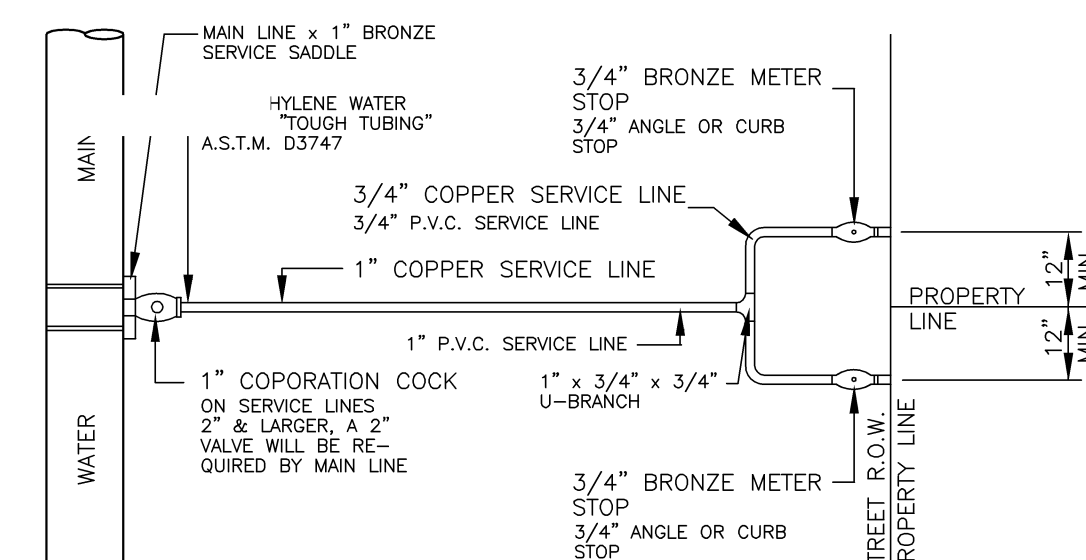 MAIN LINE x 1" BRONZE
SERVICE SADDLE
HYLENE WATER
"TOUGH TUBING"
A.S.T.M. D3747
3/4" BRONZE METER
STOP
3/4" ANGLE OR CURB
STOP
3/4" COPPER SERVICE LINE
3/4" P.V.C. SERVICE LINE
1" COPPER SERVICE LINE
1" P.V.C. SERVICE LINE
1" COPORATION COCK
ON SERVICE LINES
2" & LARGER, A 2"
VALVE WILL BE RE-
QUIRED BY MAIN LINE
1" x 3/4" x 3/4"
U-BRANCH
3/4" BRONZE METER
STOP
3/4" ANGLE OR CURB
STOP
PROPERTY
LINE
12"
MIN
12"
MIN
WATER MAIN
TREET R.O.W.
ROPERTY LINE